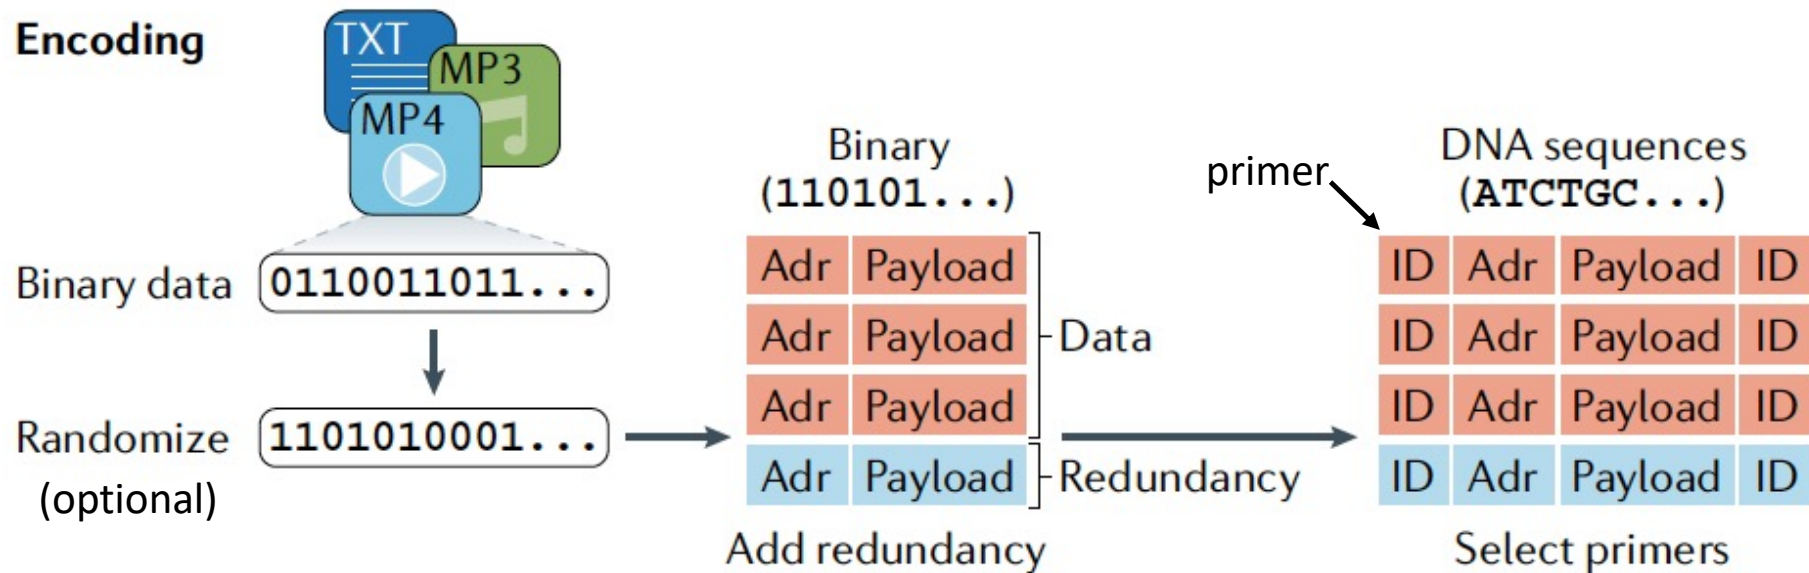 Encoding
TXT
MP3
MP4
Binary data
0110011011...
Randomize
(optional)
1101010001...
Binary
(110101...)
Adr Payload
Adr Payload
Adr Payload
Adr Payload
Data
Redundancy
Add redundancy
primer
DNA sequences
(ATCTGC...)
ID Adr Payload ID
ID Adr Payload ID
ID Adr Payload ID
ID Adr Payload ID
Select primers